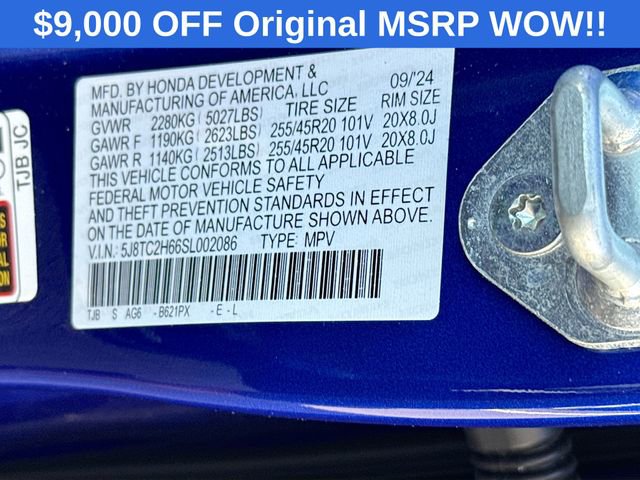 $9,000 OFF Original MSRP WOW!!
MFD. BY HONDA DEVELOPMENT & 09/'24
MANUFACTURING OF AMERICA, LLC
TIRE SIZE RIM SIZE
GVWR 2280KG(5027LBS)
GAWR F 1190KG(2623LBS) 255/45R20 101V 20X8.0J
GAWR R 1140KG(2513LBS) 255/45R20 101V 20X8.0J
THIS VEHICLE CONFORMS TO ALL APPLICABLE
FEDERAL MOTOR VEHICLE SAFETY
AND THEFT PREVENTION STANDARDS IN EFFECT
ON THE DATE OF MANUFACTURE SHOWN ABOVE.
V.I.N.: 5J8TC2H66SL002086 TYPE: MPV
TJB S AG6 - B621PX - E - L
TJB JC